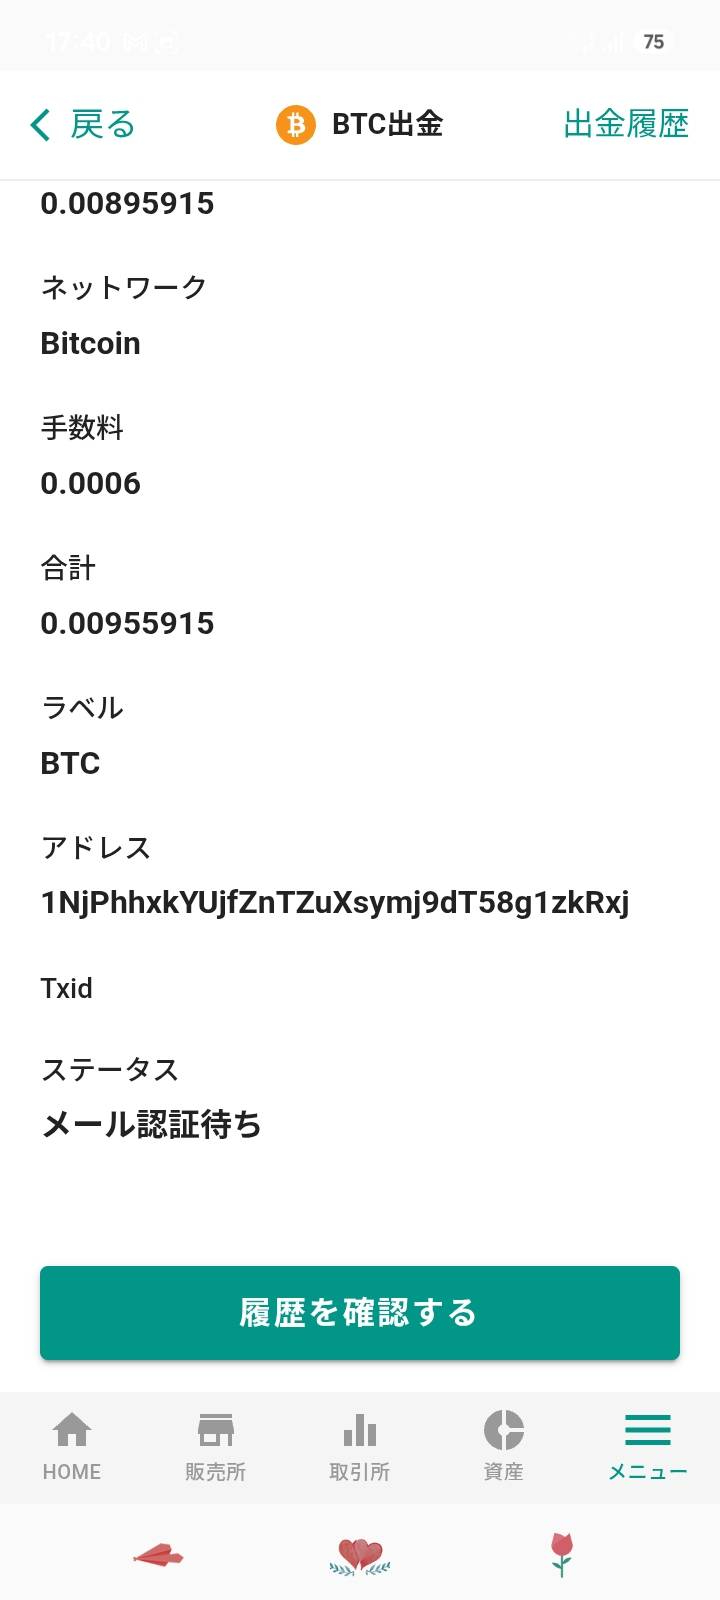 17:40
75
戻る
BTC出金
出金履歴
0.00895915
ネットワーク
Bitcoin
手数料
0.0006
合計
0.00955915
ラベル
BTC
アドレス
1NjPhhxkYUjfZnTZuXsymj9dT58g1zkRxj
Txid
ステータス
メール認証待ち
履歴を確認する
HOME
販売所
取引所
資産
メニュー